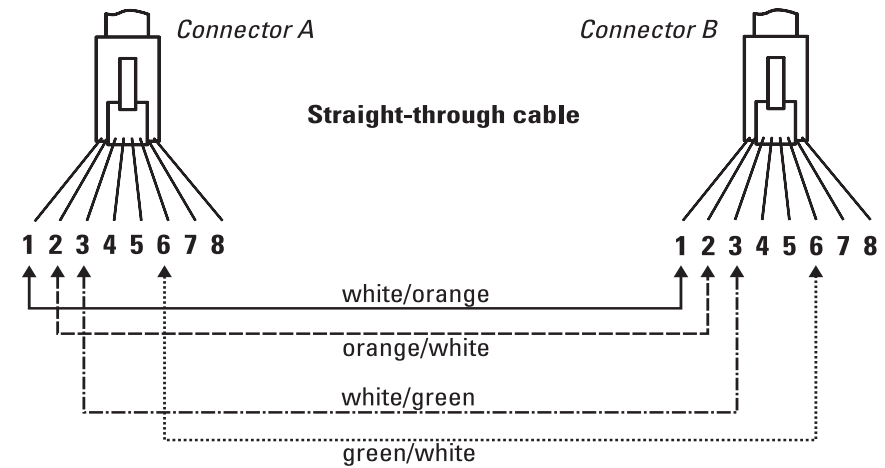 Connector A
Connector B
Straight-through cable
1 2 3 4 5 6 7 8
1 2 3 4 5 6 7 8
white/orange
orange/white
white/green
green/white